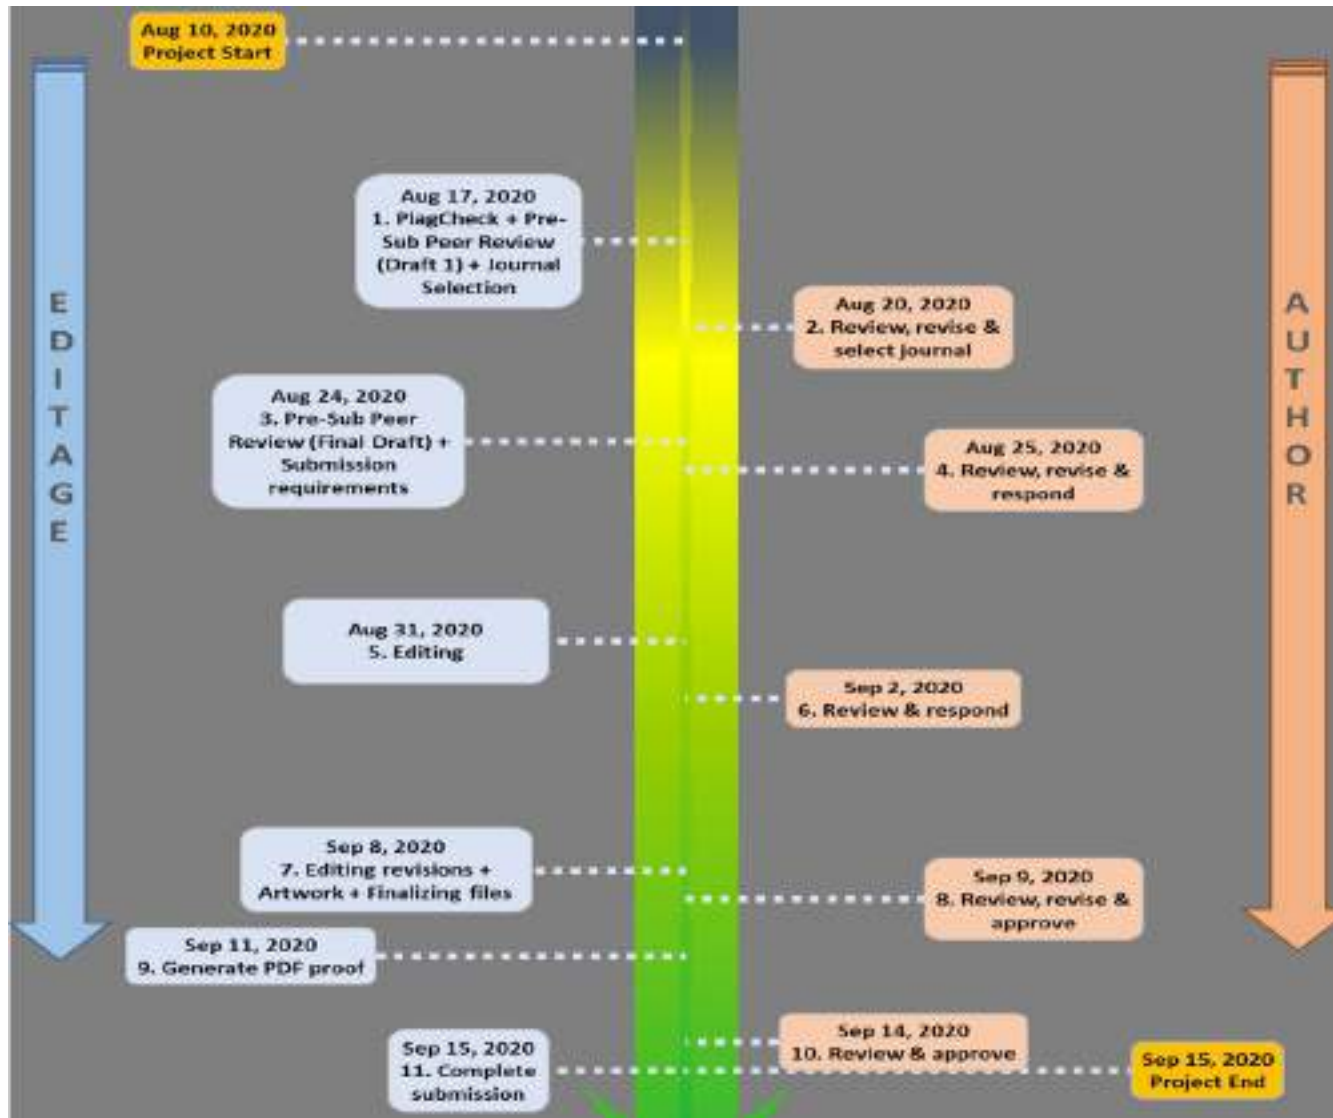 Aug 10, 2020
Project Start
Aug 17, 2020
1. PlagCheck + Pre-
Sub Peer Review
(Draft 1) + Journal
Selection
Aug 20, 2020
2. Review, revise &
select journal
Aug 24, 2020
3. Pre-Sub Peer
Review (Final Draft) +
Submission
requirements
Aug 25, 2020
4. Review, revise &
respond
EDITAGE
AUTHOR
Aug 31, 2020
5. Editing
Sep 2, 2020
6. Review & respond
Sep 8, 2020
7. Editing revisions +
Artwork + Finalizing files
Sep 9, 2020
8. Review, revise &
approve
Sep 11, 2020
9. Generate PDF proof
Sep 14, 2020
10. Review & approve
Sep 15, 2020
11. Complete
submission
Sep 15, 2020
Project End